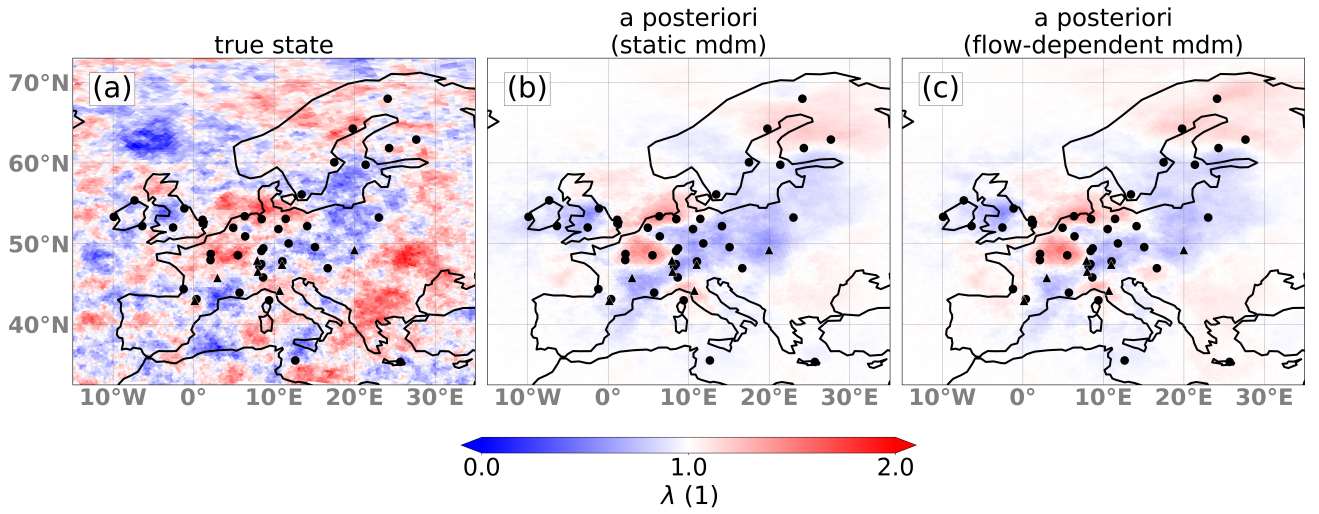 true state
a posteriori
(static mdm)
a posteriori
(flow-dependent mdm)
(a)
(b)
(c)
70°N
60°N
50°N
40°N
10°W 0° 10°E 20°E 30°E
10°W 0° 10°E 20°E 30°E
10°W 0° 10°E 20°E 30°E
0.0 1.0 2.0
λ (1)